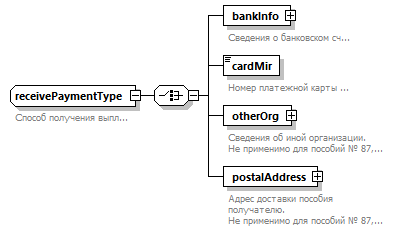 bankInfo
Сведения о банковском сч...
cardMir
Номер платежной карты ...
receivePaymentType
Способ получения выпл...
otherOrg
Сведения об иной организации.
Не применимо для пособий № 87,...
postalAddress
Адрес доставки пособия
получателю.
Не применимо для пособий № 87,...